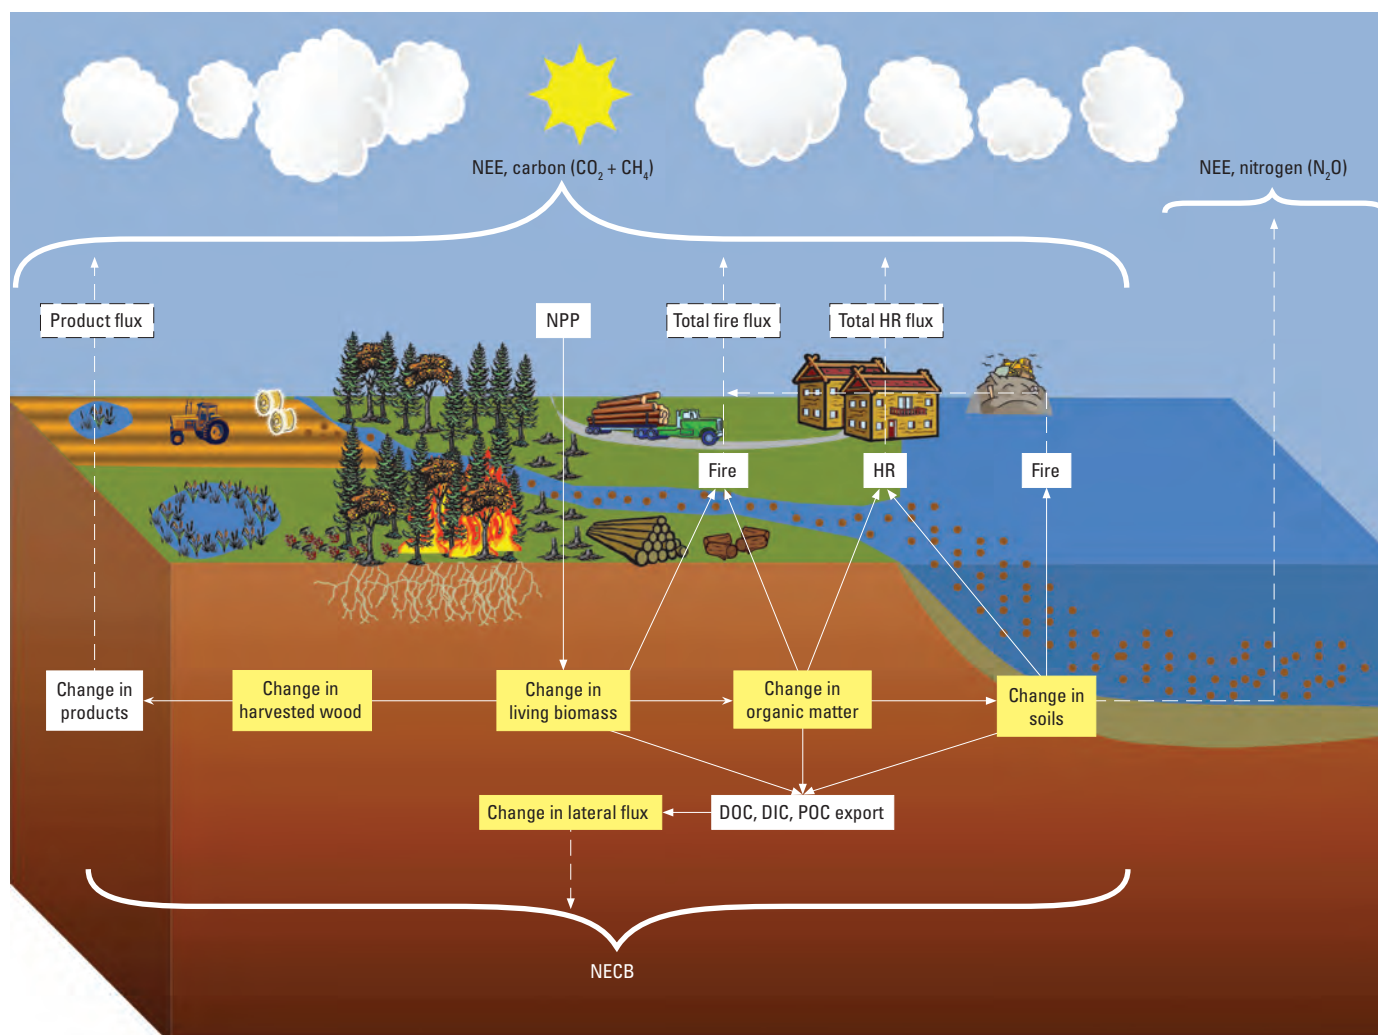 NEE, carbon (CO₂ + CH₄)
NEE, nitrogen (N₂O)
Product flux
NPP
Total fire flux
Total HR flux
Fire
HR
Fire
Change in
products
Change in
harvested wood
Change in
living biomass
Change in
organic matter
Change in
soils
Change in lateral flux
DOC, DIC, POC export
NECB